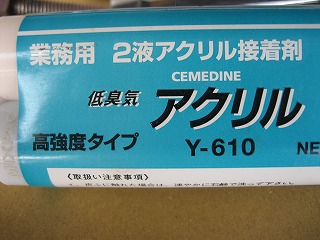 業務用 2液アクリル接着剤
CEMEDINE
低臭気 アクリル
高強度タイプ Y-610 NE
〈取扱い注意事項〉